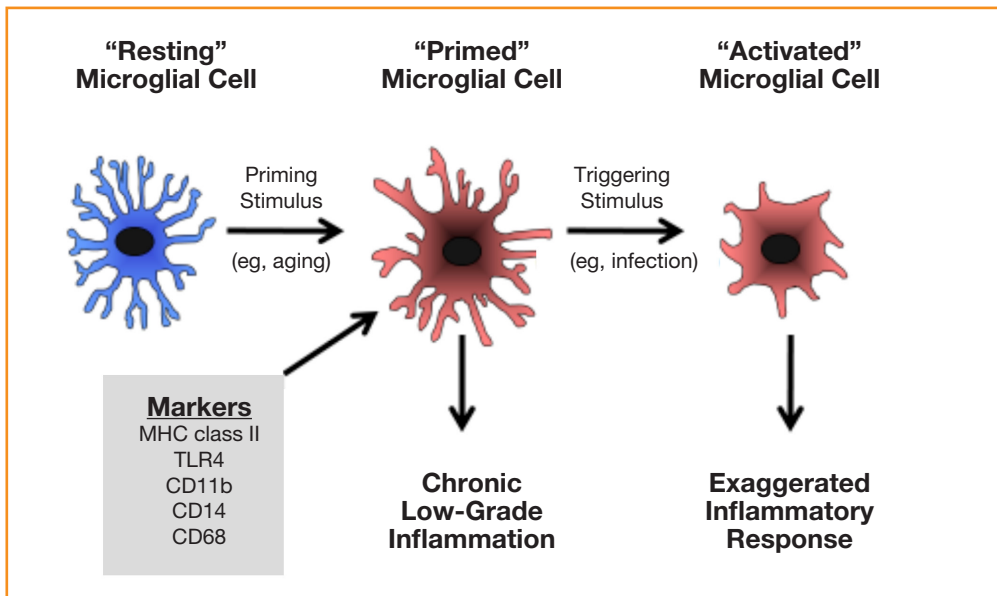 “Resting”
Microglial Cell
“Primed”
Microglial Cell
“Activated”
Microglial Cell
Priming
Stimulus
(eg, aging)
Triggering
Stimulus
(eg, infection)
Markers
MHC class II
TLR4
CD11b
CD14
CD68
Chronic
Low-Grade
Inflammation
Exaggerated
Inflammatory
Response